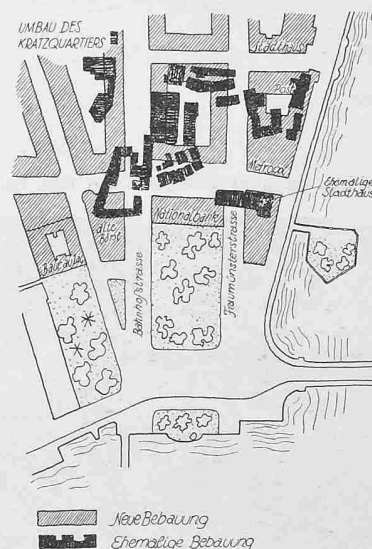 UMBAU DES
KRATZQUARTIERS
Stadthaus
Post
Metropol
Ehemaliges
Stadthaus
Nationalbank
alte
Börse
Baur au lac
Bahnhofstrasse
Fraumünsterstrasse
Neue Bebauung
Ehemalige Bebauung